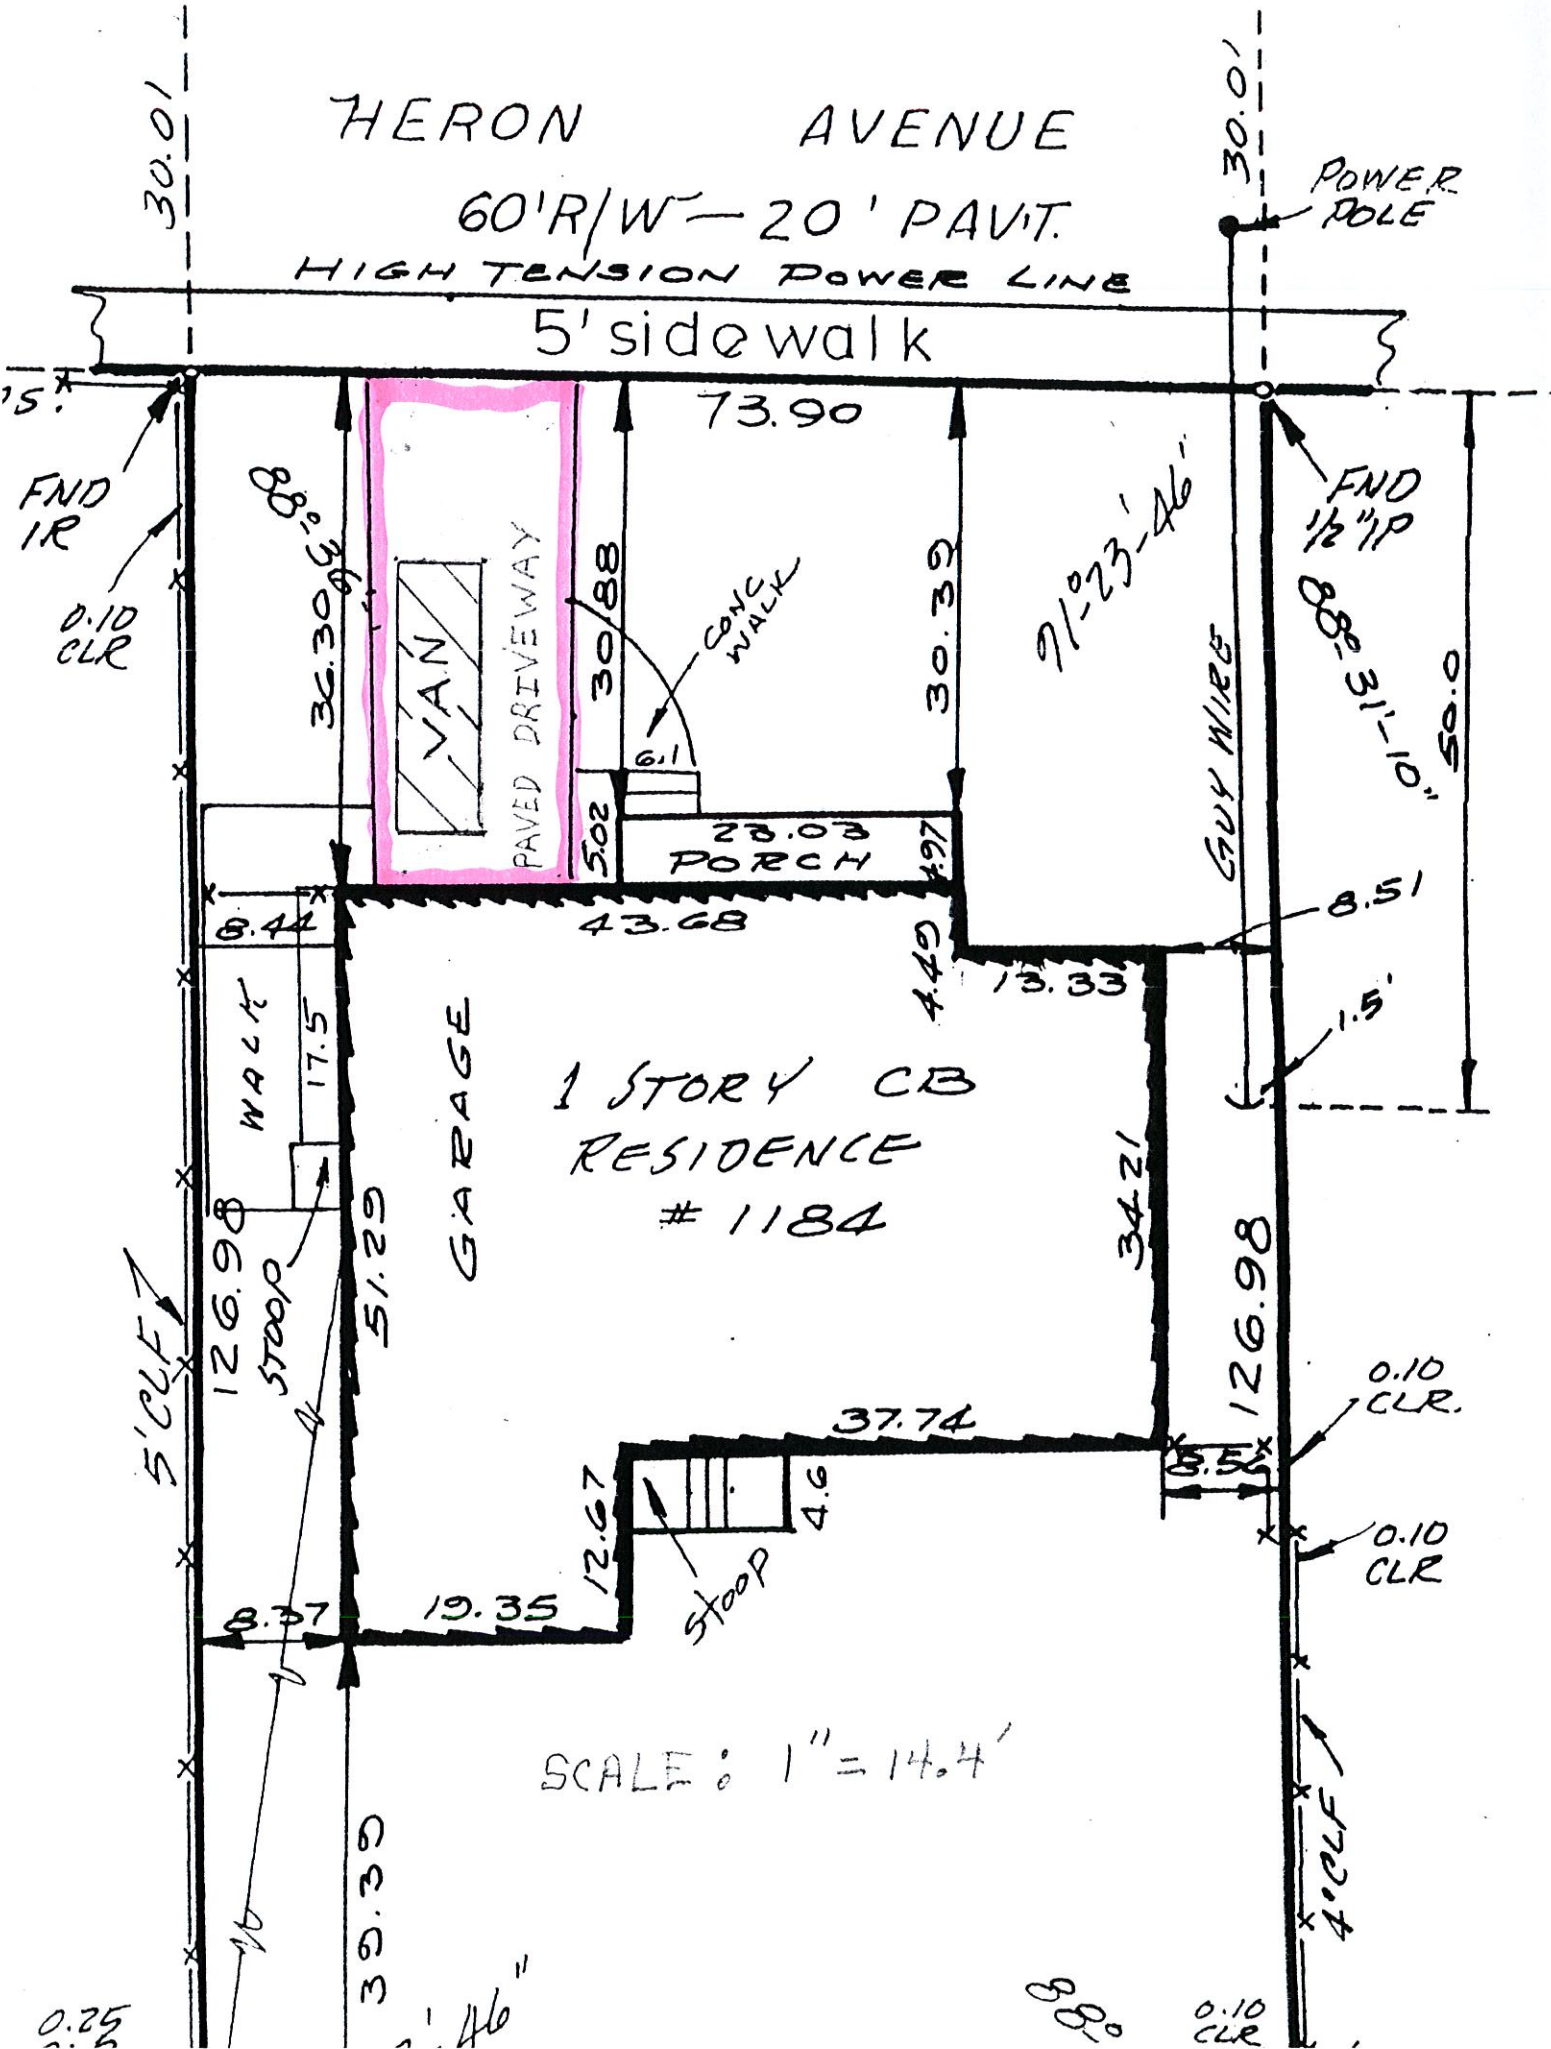 30.01
30.01
HERON AVENUE
POWER
POLE
60'R/W - 20' PAV'T.
HIGH TENSION POWER LINE
5' sidewalk
73.90
FND
IR
FND
1/2" IP
0.10
CLR
36.30
VAN
PAVED DRIVEWAY
30.88
CONC
WALK
6.1
30.39
91°-23'-46"
GUY WIRE
88°-31'-10"
50.0
5.02
23.03
PORCH
4.97
8.44
43.68
4.49
13.33
8.51
1.5'
WALK
17.5
GARAGE
1 STORY CB
RESIDENCE
# 1184
51.29
34.21
126.98
126.98
STOOP
5' CLF
37.74
0.10
CLR.
12.67
4.6
STOOP
0.10
CLR
8.37
19.35
SCALE: 1" = 14.4'
39.39
4' CLF
46"
88°
0.25
0.10
CLR